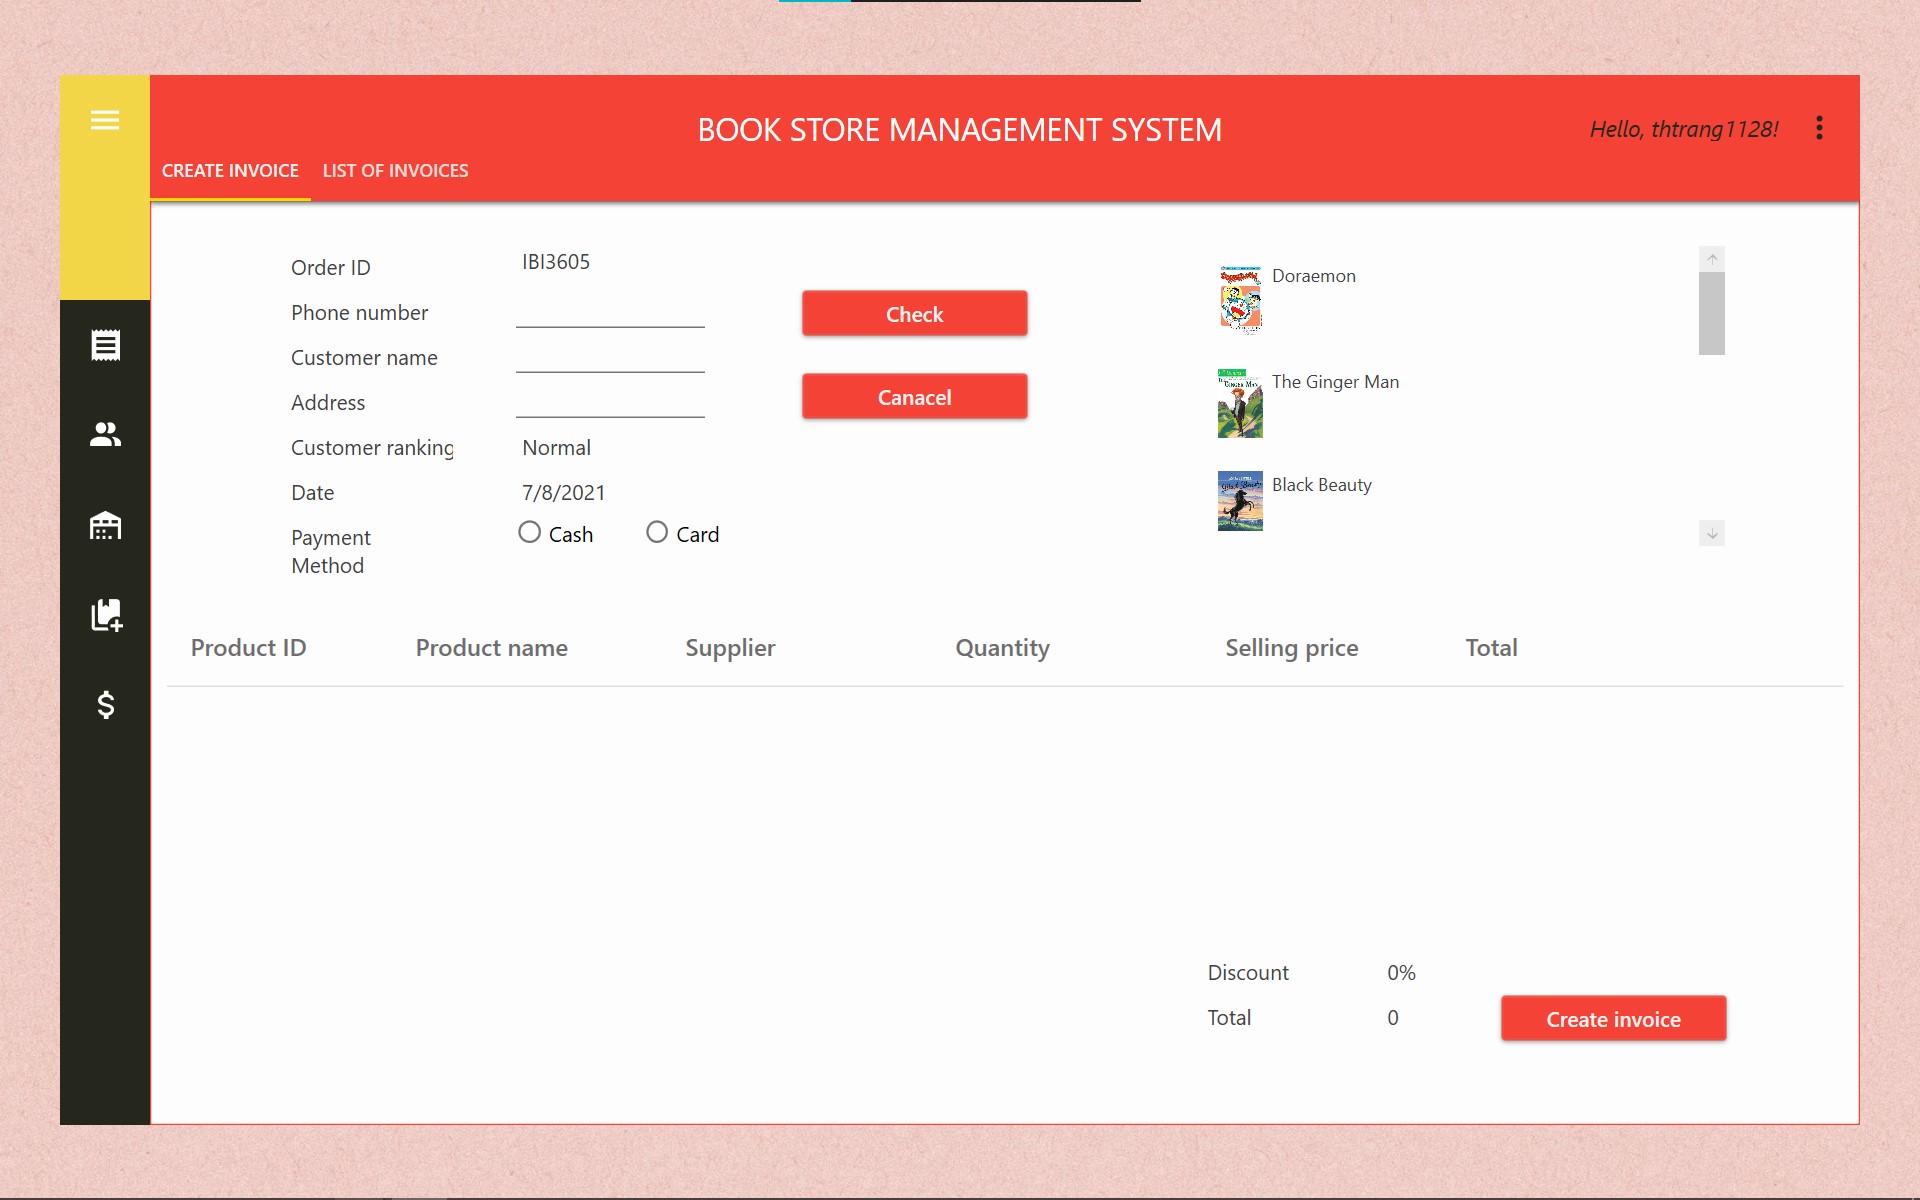 BOOK STORE MANAGEMENT SYSTEM
Hello, thtrang1128!
CREATE INVOICE
LIST OF INVOICES
Order ID
IBI3605
Phone number
Customer name
Address
Customer ranking
Normal
Date
7/8/2021
Payment
Method
Cash
Card
Check
Canacel
Doraemon
The Ginger Man
Black Beauty
Product ID
Product name
Supplier
Quantity
Selling price
Total
Discount
0%
Total
0
Create invoice